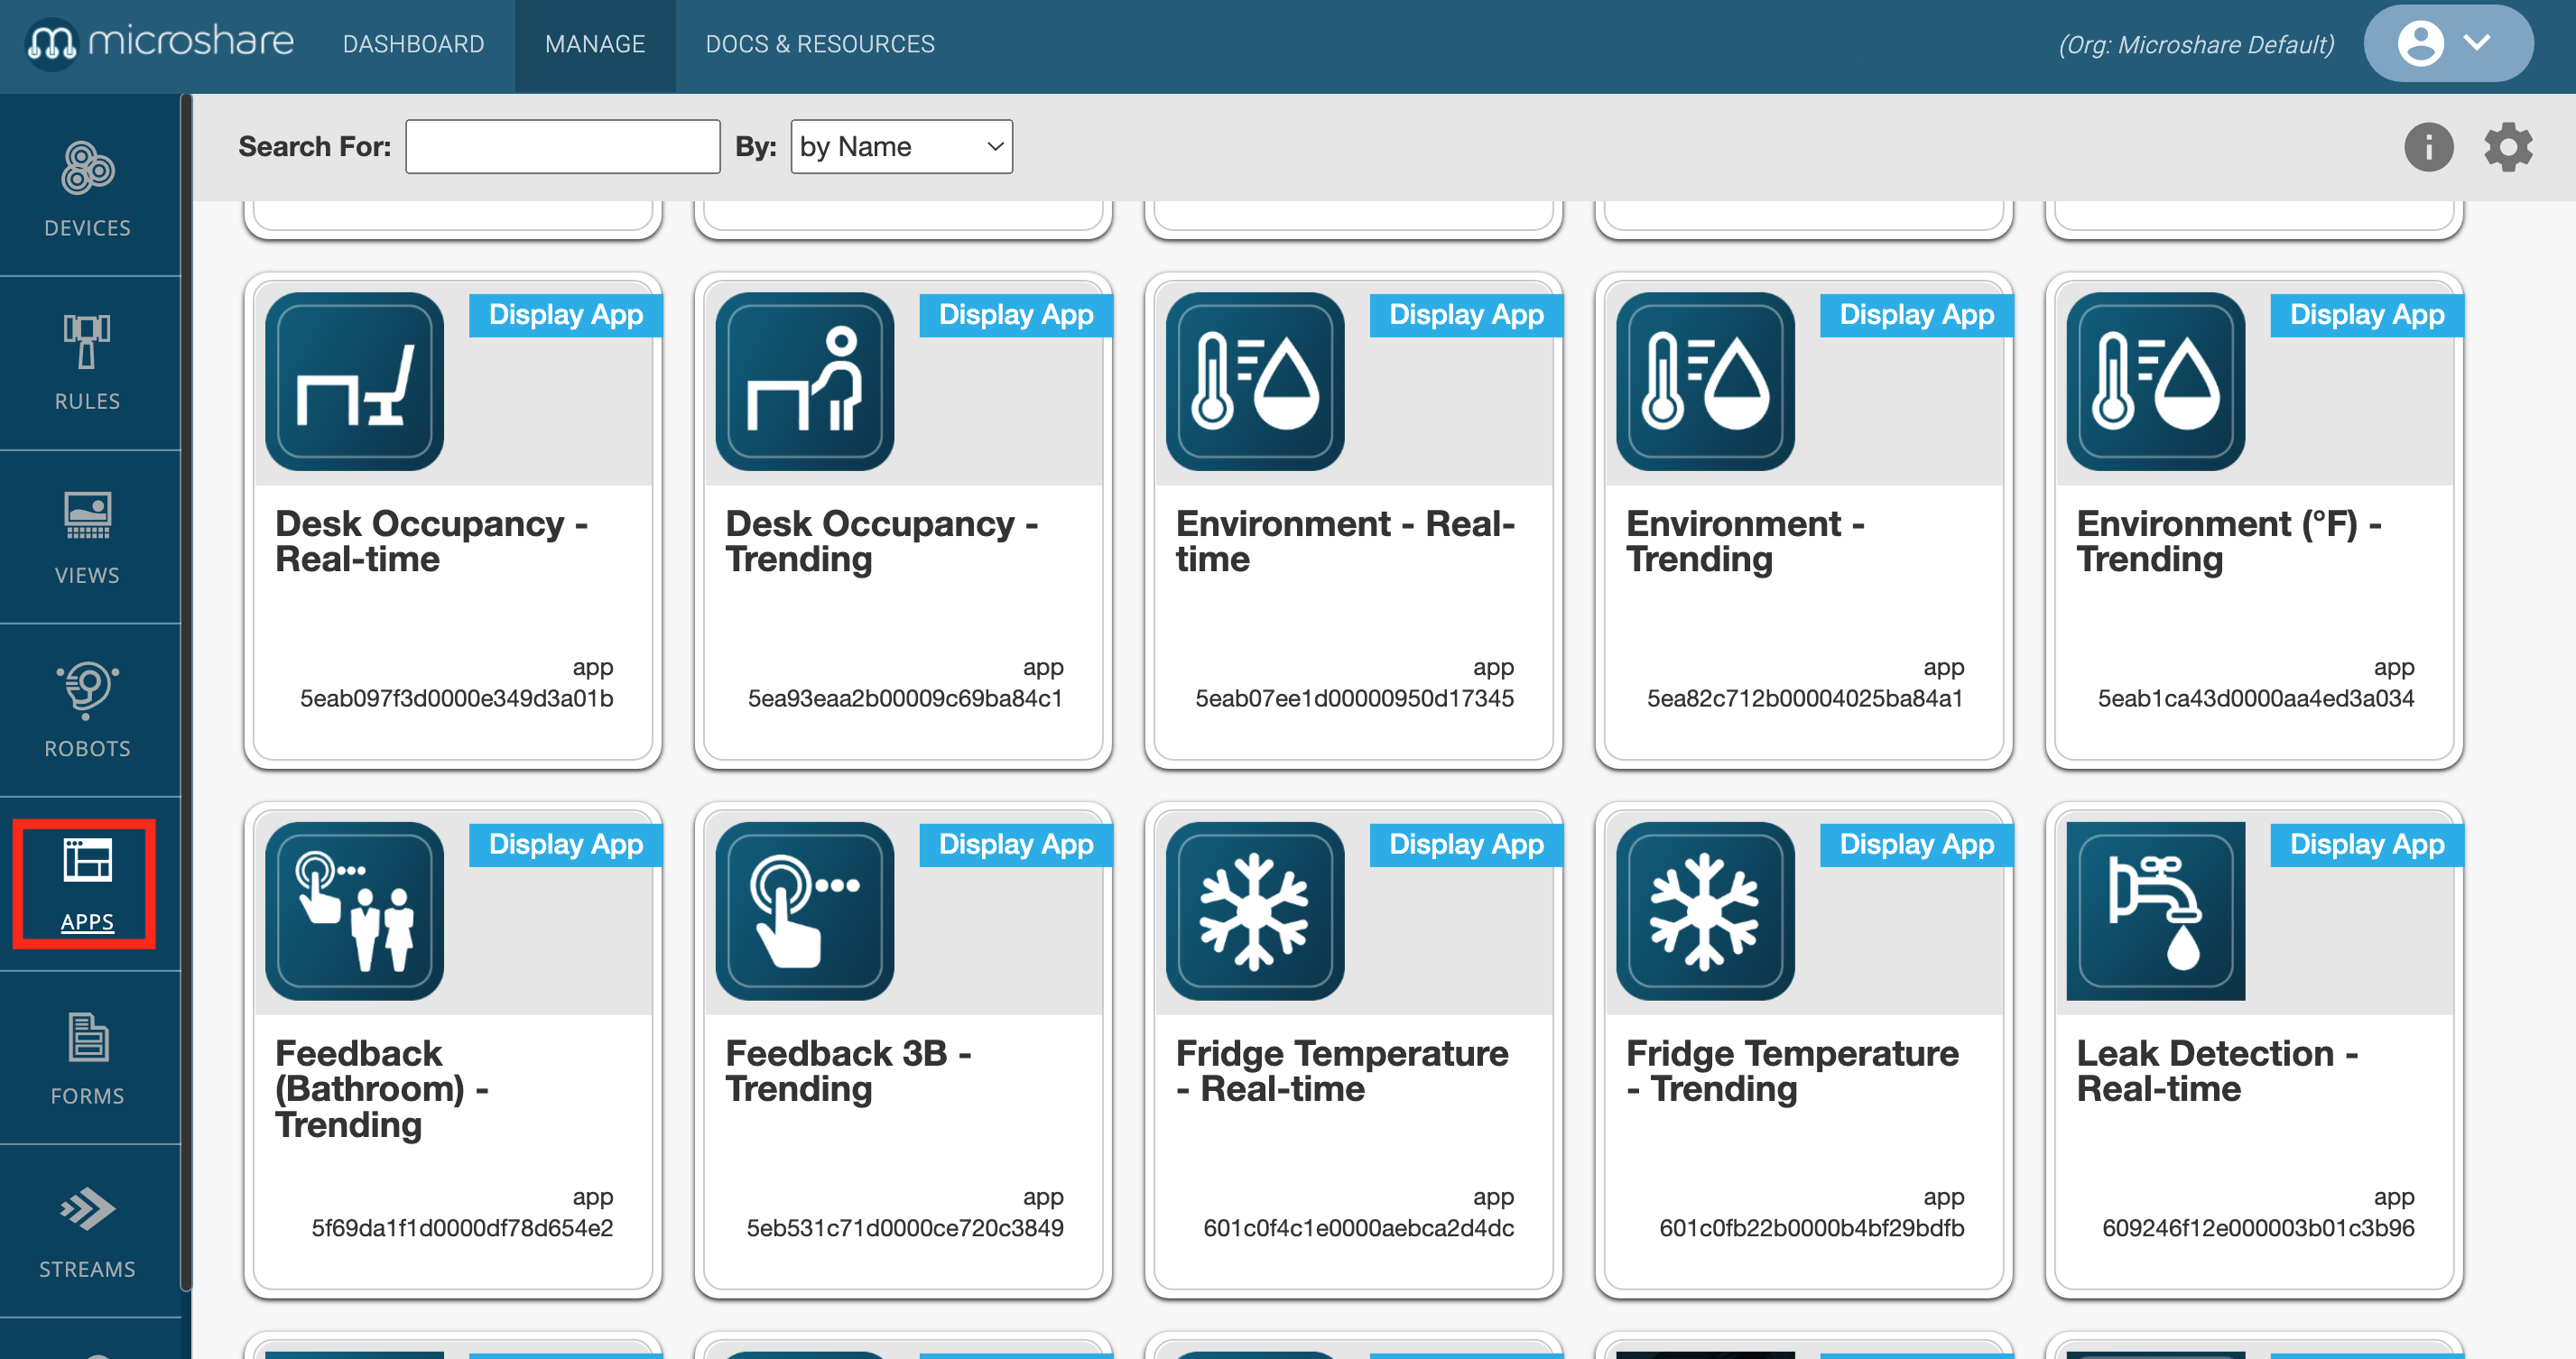 microshare
DASHBOARD
MANAGE
DOCS & RESOURCES
(Org: Microshare Default)
Search For:
By:
by Name
DEVICES
RULES
VIEWS
ROBOTS
APPS
FORMS
STREAMS
Display App
Desk Occupancy -
Real-time
app
5eab097f3d0000e349d3a01b
Display App
Desk Occupancy -
Trending
app
5ea93eaa2b00009c69ba84c1
Display App
Environment - Real-
time
app
5eab07ee1d00000950d17345
Display App
Environment -
Trending
app
5ea82c712b00004025ba84a1
Display App
Environment (°F) -
Trending
app
5eab1ca43d0000aa4ed3a034
Display App
Feedback
(Bathroom) -
Trending
app
5f69da1f1d0000df78d654e2
Display App
Feedback 3B -
Trending
app
5eb531c71d0000ce720c3849
Display App
Fridge Temperature
- Real-time
app
601c0f4c1e0000aebca2d4dc
Display App
Fridge Temperature
- Trending
app
601c0fb22b0000b4bf29bdfb
Display App
Leak Detection -
Real-time
app
609246f12e000003b01c3b96